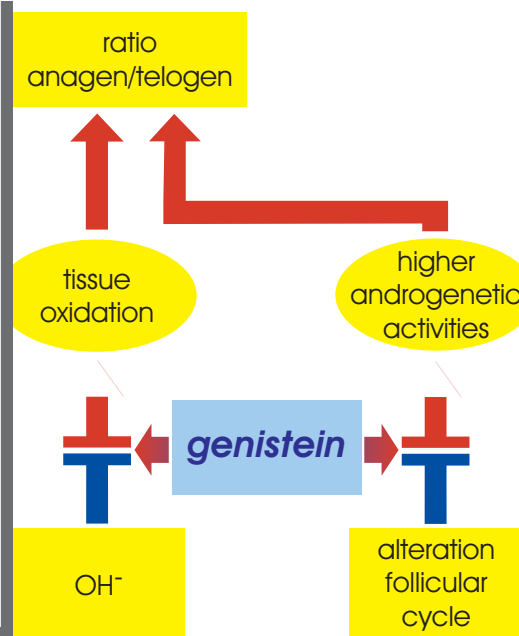 ratio
anagen/telogen
tissue
oxidation
higher
androgenetic
activities
genistein
OH⁻
alteration
follicular
cycle